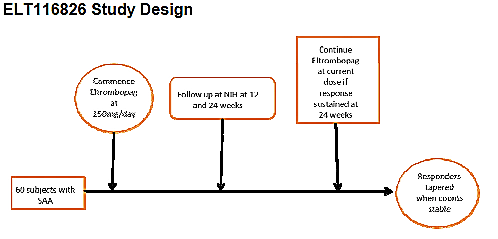 ELT116826 Study Design
Commence
Eltrombopag
at
150mg/day
Follow up at NIH at 12
and 24 weeks
Continue
Eltrombopag
at current
dose if
response
sustained at
24 weeks
60 subjects with
SAA
Responders
tapered
when counts
stable